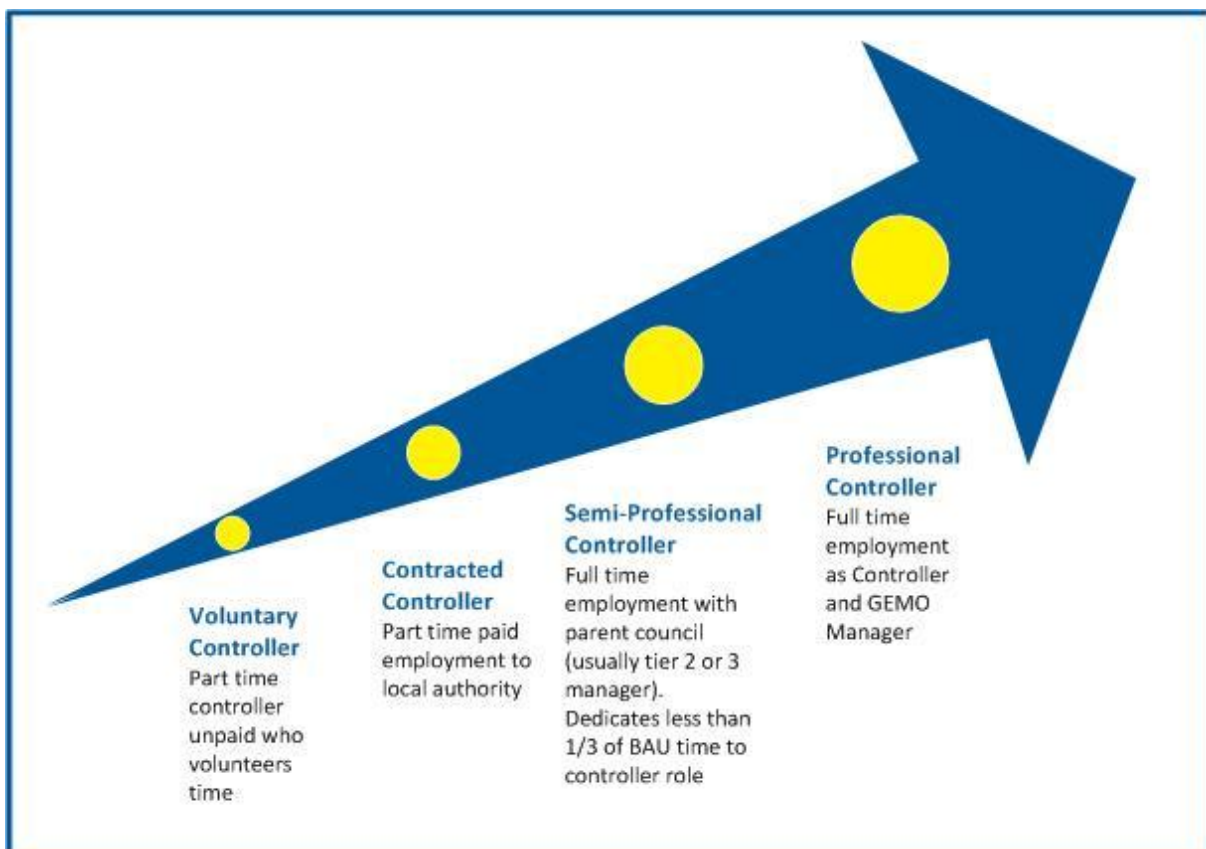 Voluntary
Controller
Part time
controller
unpaid who
volunteers
time
Contracted
Controller
Part time paid
employment to
local authority
Semi-Professional
Controller
Full time
employment with
parent council
(usually tier 2 or 3
manager).
Dedicates less than
1/3 of BAU time to
controller role
Professional
Controller
Full time
employment
as Controller
and GEMO
Manager